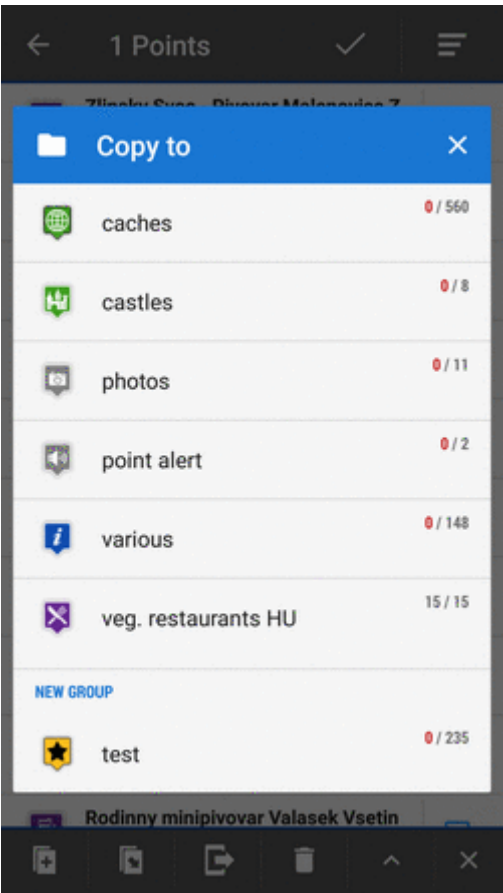 1 Points
Zlinsky Svec - Pivovar Malenovice Z
Copy to
caches
0 / 560
castles
0 / 8
photos
0 / 11
point alert
0 / 2
various
0 / 148
veg. restaurants HU
15 / 15
NEW GROUP
test
0 / 235
Rodinny minipivovar Valasek Vsetin